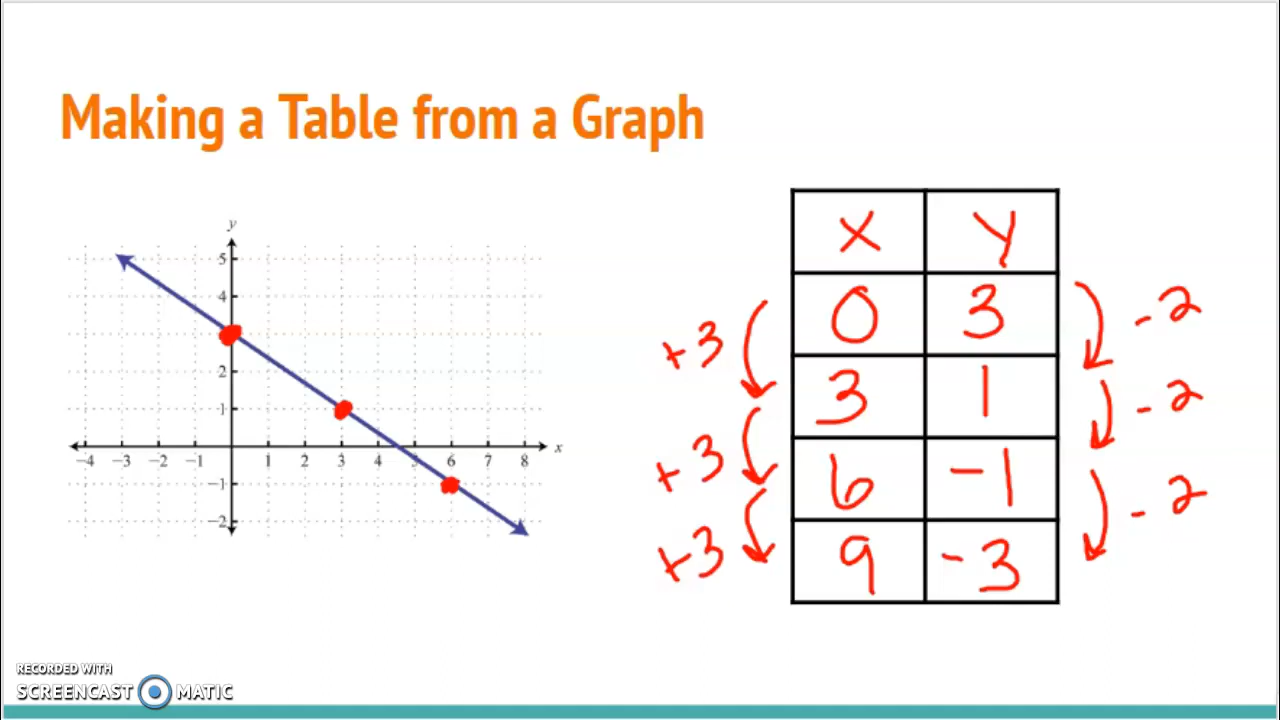 Making a Table from a Graph
y
5
4
2
1
-4 -3 -2 -1 1 2 3 4 5 6 7 8 x
-1
-2
x y
0 3
3 1
6 -1
9 -3
+3
+3
+3
-2
-2
-2
RECORDED WITH
SCREENCAST MATIC